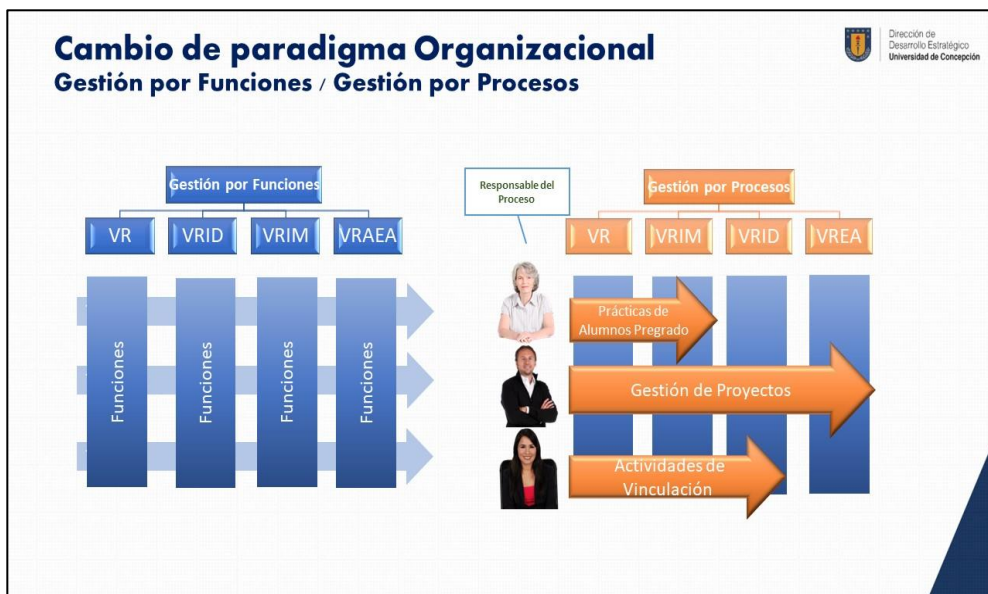 Cambio de paradigma Organizacional
Gestión por Funciones / Gestión por Procesos
Dirección de
Desarrollo Estratégico
Universidad de Concepción
Gestión por Funciones
VR
VRID
VRIM
VRAEA
Funciones
Funciones
Funciones
Funciones
Responsable del
Proceso
Gestión por Procesos
VR
VRIM
VRID
VREA
Prácticas de
Alumnos Pregrado
Gestión de Proyectos
Actividades de
Vinculación